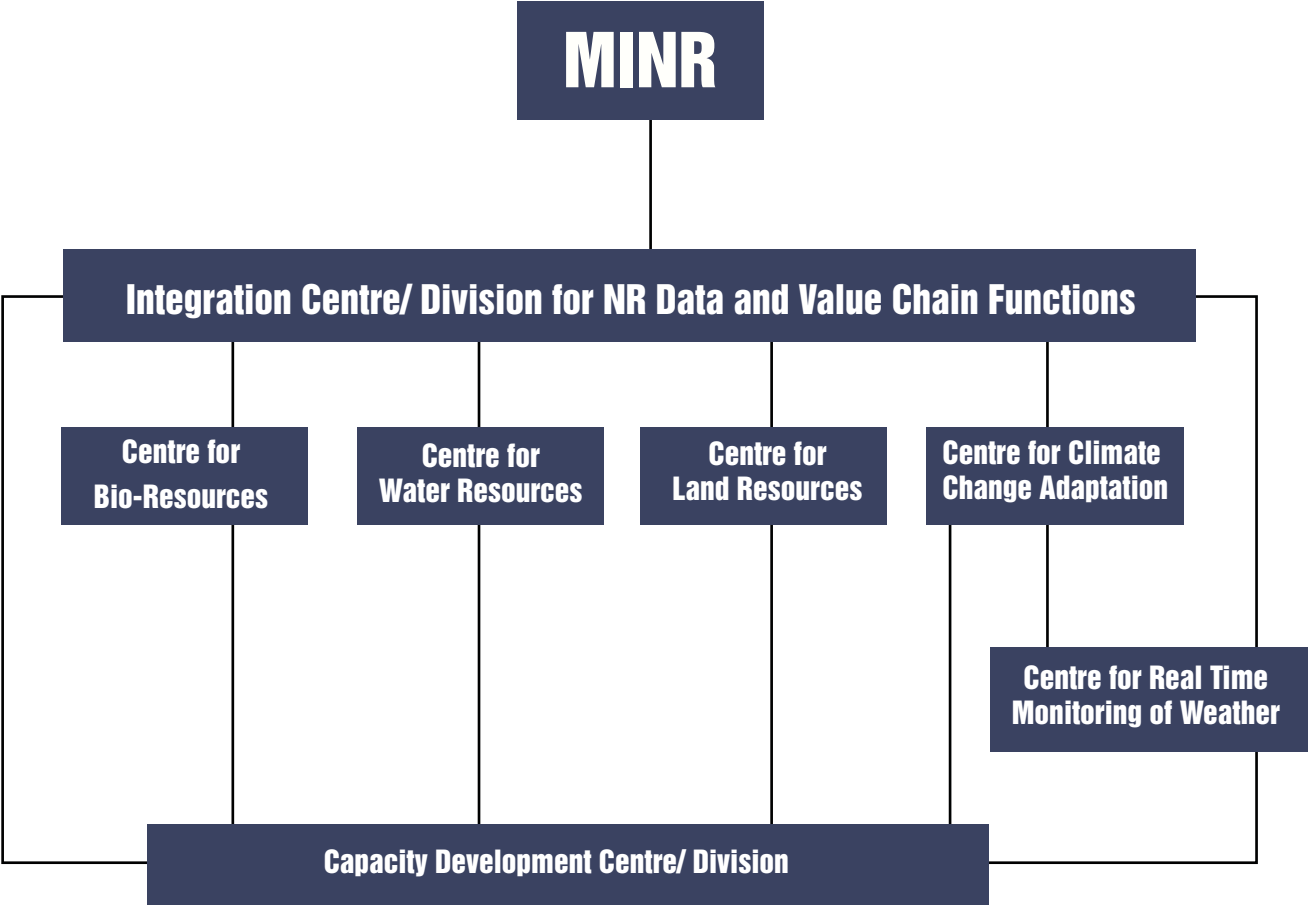 MINR
Integration Centre/ Division for NR Data and Value Chain Functions
Centre for
Bio-Resources
Centre for
Water Resources
Centre for
Land Resources
Centre for Climate
Change Adaptation
Centre for Real Time
Monitoring of Weather
Capacity Development Centre/ Division